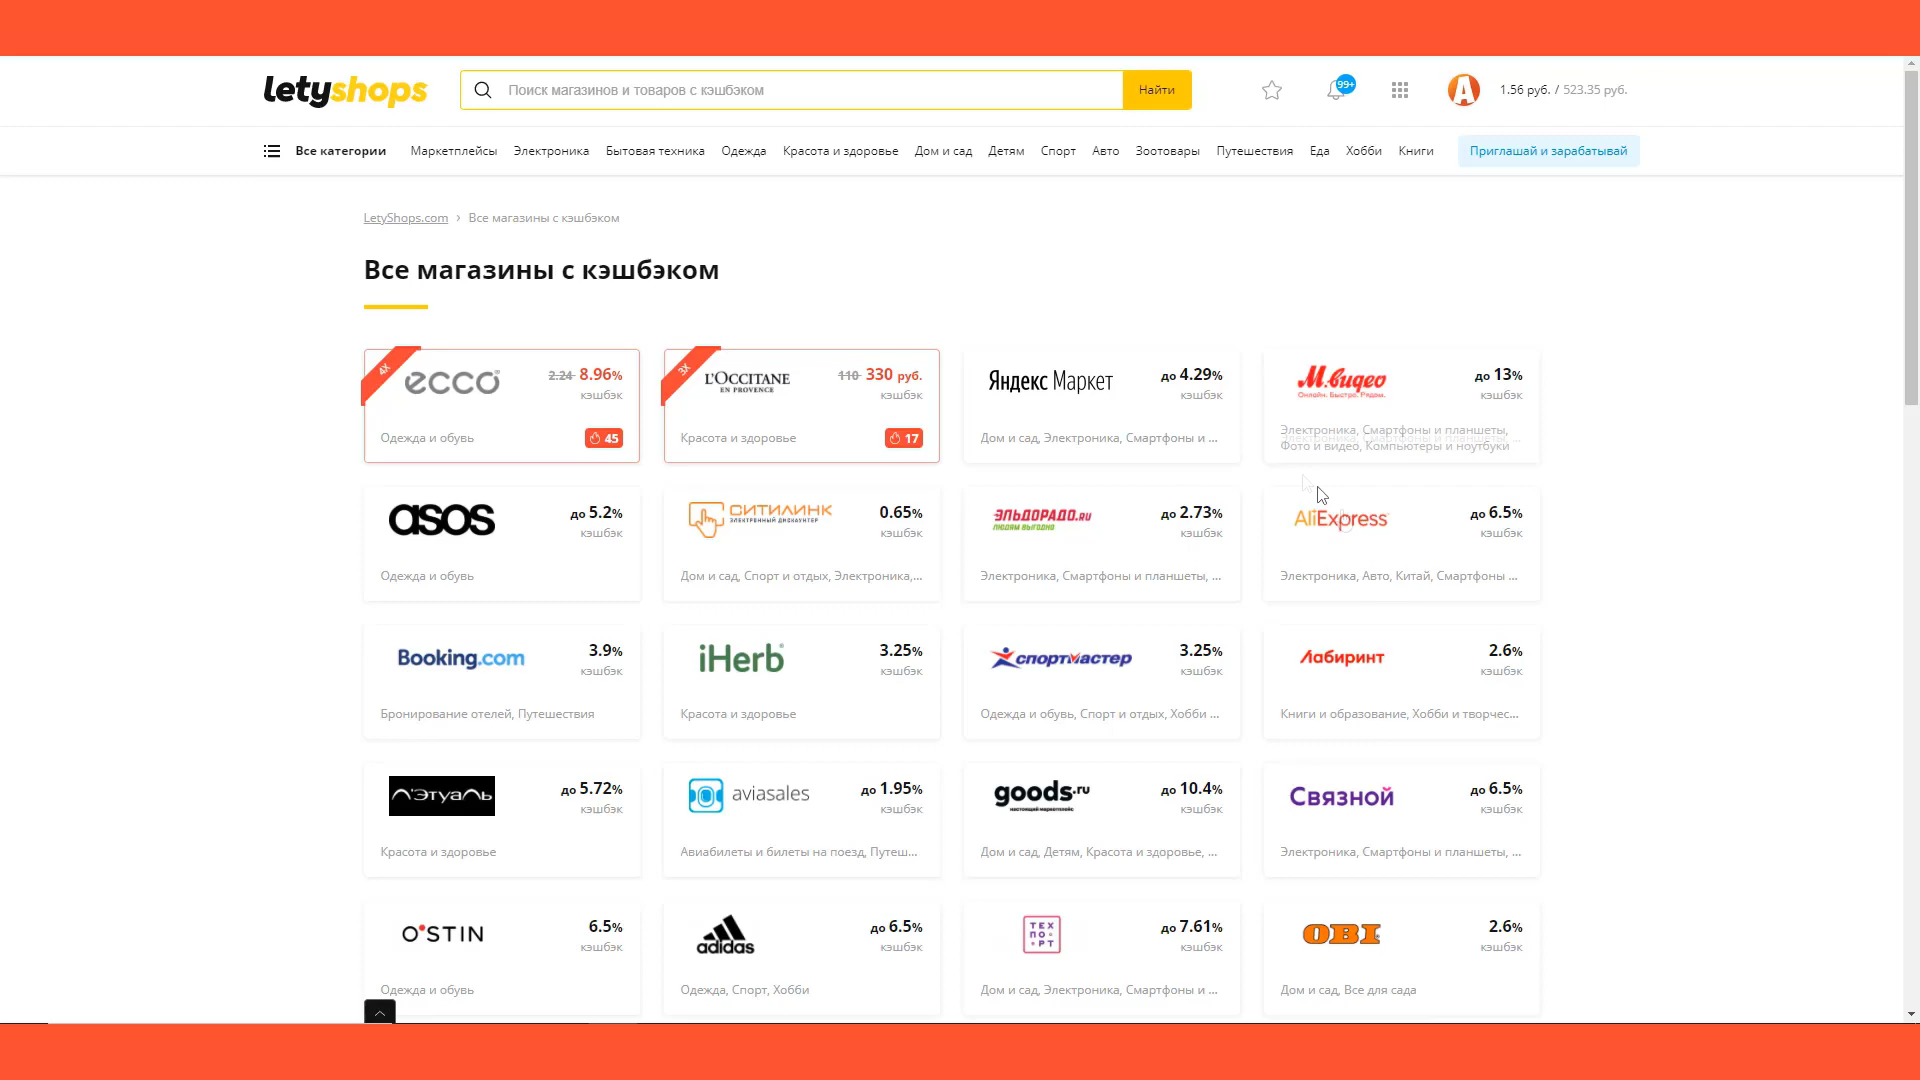 letyshops
Поиск магазинов и товаров с кэшбэком
Найти
99+
1.56 руб. / 523.35 руб.
Все категории
Маркетплейсы
Электроника
Бытовая техника
Одежда
Красота и здоровье
Дом и сад
Детям
Спорт
Авто
Зоотовары
Путешествия
Еда
Хобби
Книги
Приглашай и зарабатывай
LetyShops.com › Все магазины с кэшбэком
Все магазины с кэшбэком
4X
ecco
2.24 8.96%
кэшбэк
Одежда и обувь
45
3X
L'OCCITANE
EN PROVENCE
110 330 руб.
кэшбэк
Красота и здоровье
17
Яндекс Маркет
до 4.29%
кэшбэк
Дом и сад, Электроника, Смартфоны и ...
М.видео
Онлайн. Быстро. Рядом.
до 13%
кэшбэк
Электроника, Смартфоны и планшеты,
Фото и видео, Компьютеры и ноутбуки
asos
до 5.2%
кэшбэк
Одежда и обувь
СИТИЛИНК
ЭЛЕКТРОННЫЙ ДИСКАУНТЕР
0.65%
кэшбэк
Дом и сад, Спорт и отдых, Электроника,...
ЭЛЬДОРАДО.RU
ЛЮДЯМ ВЫГОДНО
до 2.73%
кэшбэк
Электроника, Смартфоны и планшеты, ...
AliExpress
до 6.5%
кэшбэк
Электроника, Авто, Китай, Смартфоны ...
Booking.com
3.9%
кэшбэк
Бронирование отелей, Путешествия
iHerb
3.25%
кэшбэк
Красота и здоровье
спортмастер
3.25%
кэшбэк
Одежда и обувь, Спорт и отдых, Хобби ...
Лабиринт
2.6%
кэшбэк
Книги и образование, Хобби и творчес...
Л'Этуаль
до 5.72%
кэшбэк
Красота и здоровье
aviasales
до 1.95%
кэшбэк
Авиабилеты и билеты на поезд, Путеш...
goods.ru
настоящий маркетплейс
до 10.4%
кэшбэк
Дом и сад, Детям, Красота и здоровье, ...
Связной
до 6.5%
кэшбэк
Электроника, Смартфоны и планшеты, ...
O'STIN
6.5%
кэшбэк
Одежда и обувь
adidas
до 6.5%
кэшбэк
Одежда, Спорт, Хобби
ТЕХ
ПО
РТ
до 7.61%
кэшбэк
Дом и сад, Электроника, Смартфоны и ...
OBI
2.6%
кэшбэк
Дом и сад, Все для сада